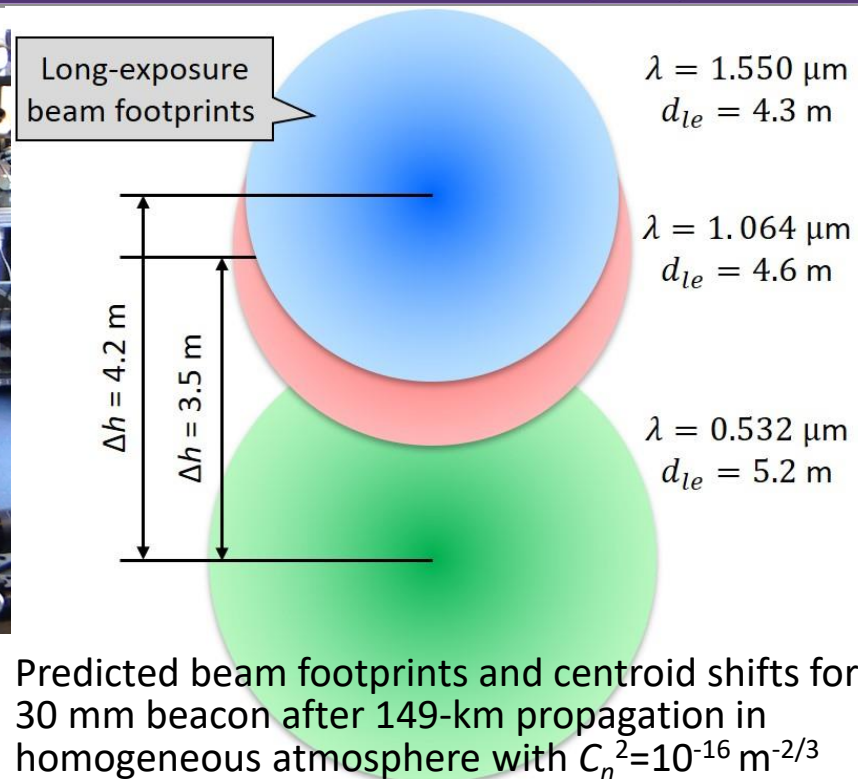 Long-exposure
beam footprints
λ = 1.550 μm
d_le = 4.3 m
λ = 1.064 μm
d_le = 4.6 m
Δh = 4.2 m
Δh = 3.5 m
λ = 0.532 μm
d_le = 5.2 m
Predicted beam footprints and centroid shifts for
30 mm beacon after 149-km propagation in
homogeneous atmosphere with Cₙ²=10⁻¹⁶ m⁻²/³